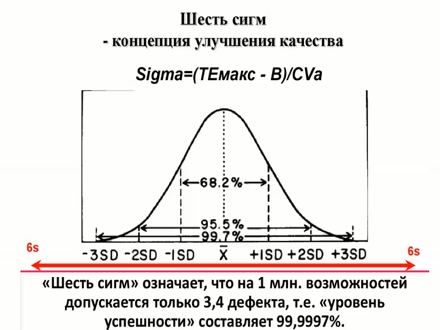 Шесть сигм
- концепция улучшения качества
Sigma=(TEмакс - B)/CVa
68.2%
95.5%
99.7%
6s
-3SD -2SD -1SD X̅ +1SD +2SD +3SD
6s
«Шесть сигм» означает, что на 1 млн. возможностей
допускается только 3,4 дефекта, т.е. «уровень
успешности» составляет 99,9997%.